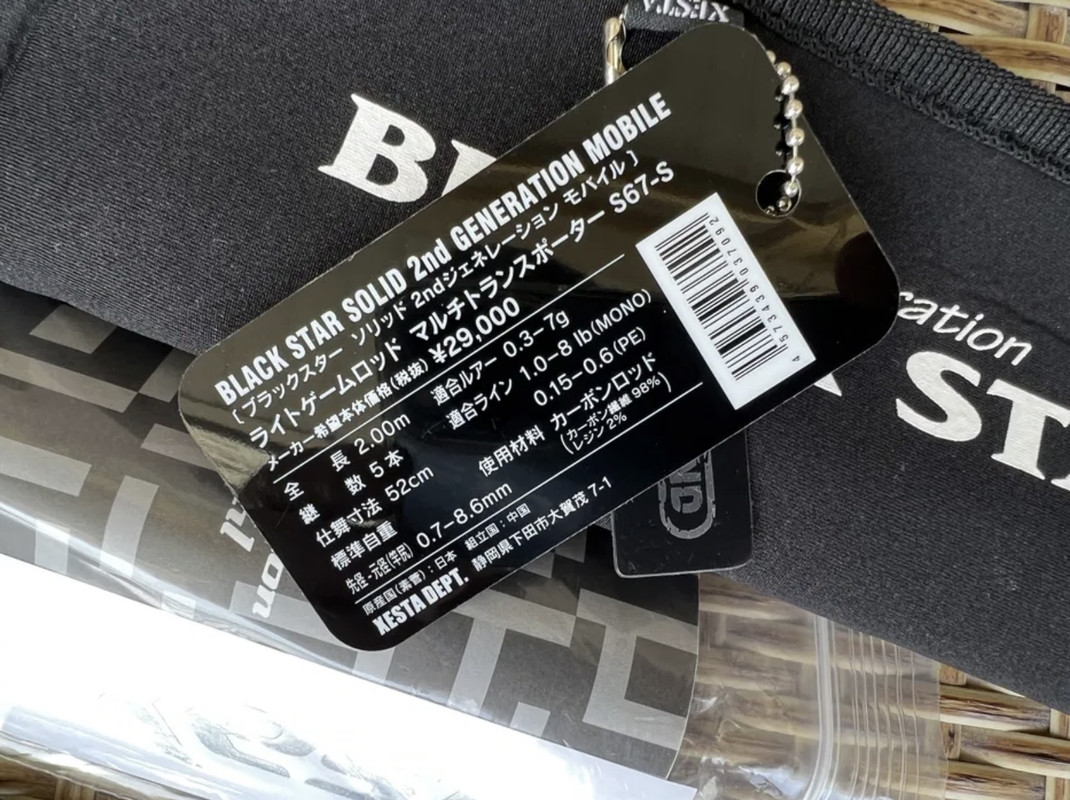 XESTA
BLACK STAR SOLID 2nd GENERATION MOBILE
[ ブラックスター ソリッド 2ndジェネレーション モバイル ]
ライトゲームロッド マルチトランスポーター S67-S
メーカー希望本体価格(税抜) ¥29,000
全 長 2.00m 適合ルアー 0.3−7g
継 数 5本 適合ライン 1.0−8 lb(MONO)
0.15−0.6(PE)
仕舞寸法 52cm 使用材料 カーボンロッド
標準自重 (カーボン繊維 98%)
レジン 2%
先径・元径(竿尻) 0.7−8.6mm
原産国(素管):日本 組立国:中国
XESTA DEPT. 静岡県下田市大賀茂 7-1
4573439037092
ration
STA